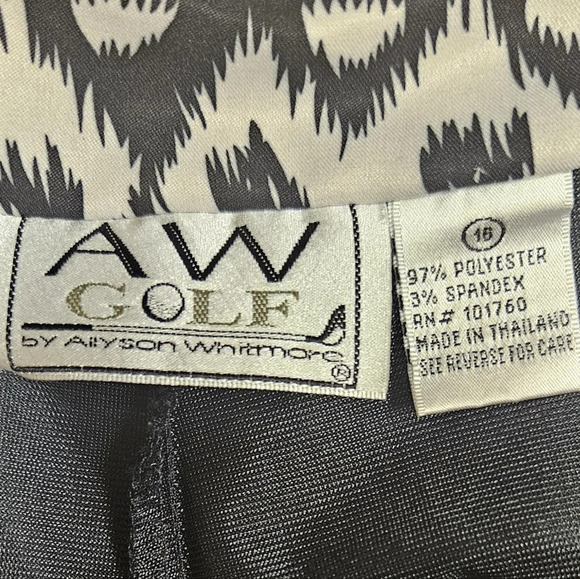 AW
GOLF
by Allyson Whitmore
®
16
97% POLYESTER
3% SPANDEX
RN# 101760
MADE IN THAILAND
SEE REVERSE FOR CARE